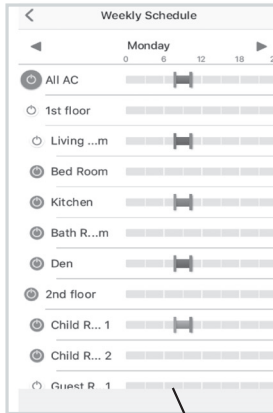 Weekly Schedule
Monday
0 6 12 18 2
All AC
1st floor
Living ...m
Bed Room
Kitchen
Bath R...m
Den
2nd floor
Child R... 1
Child R... 2
Guest R 1